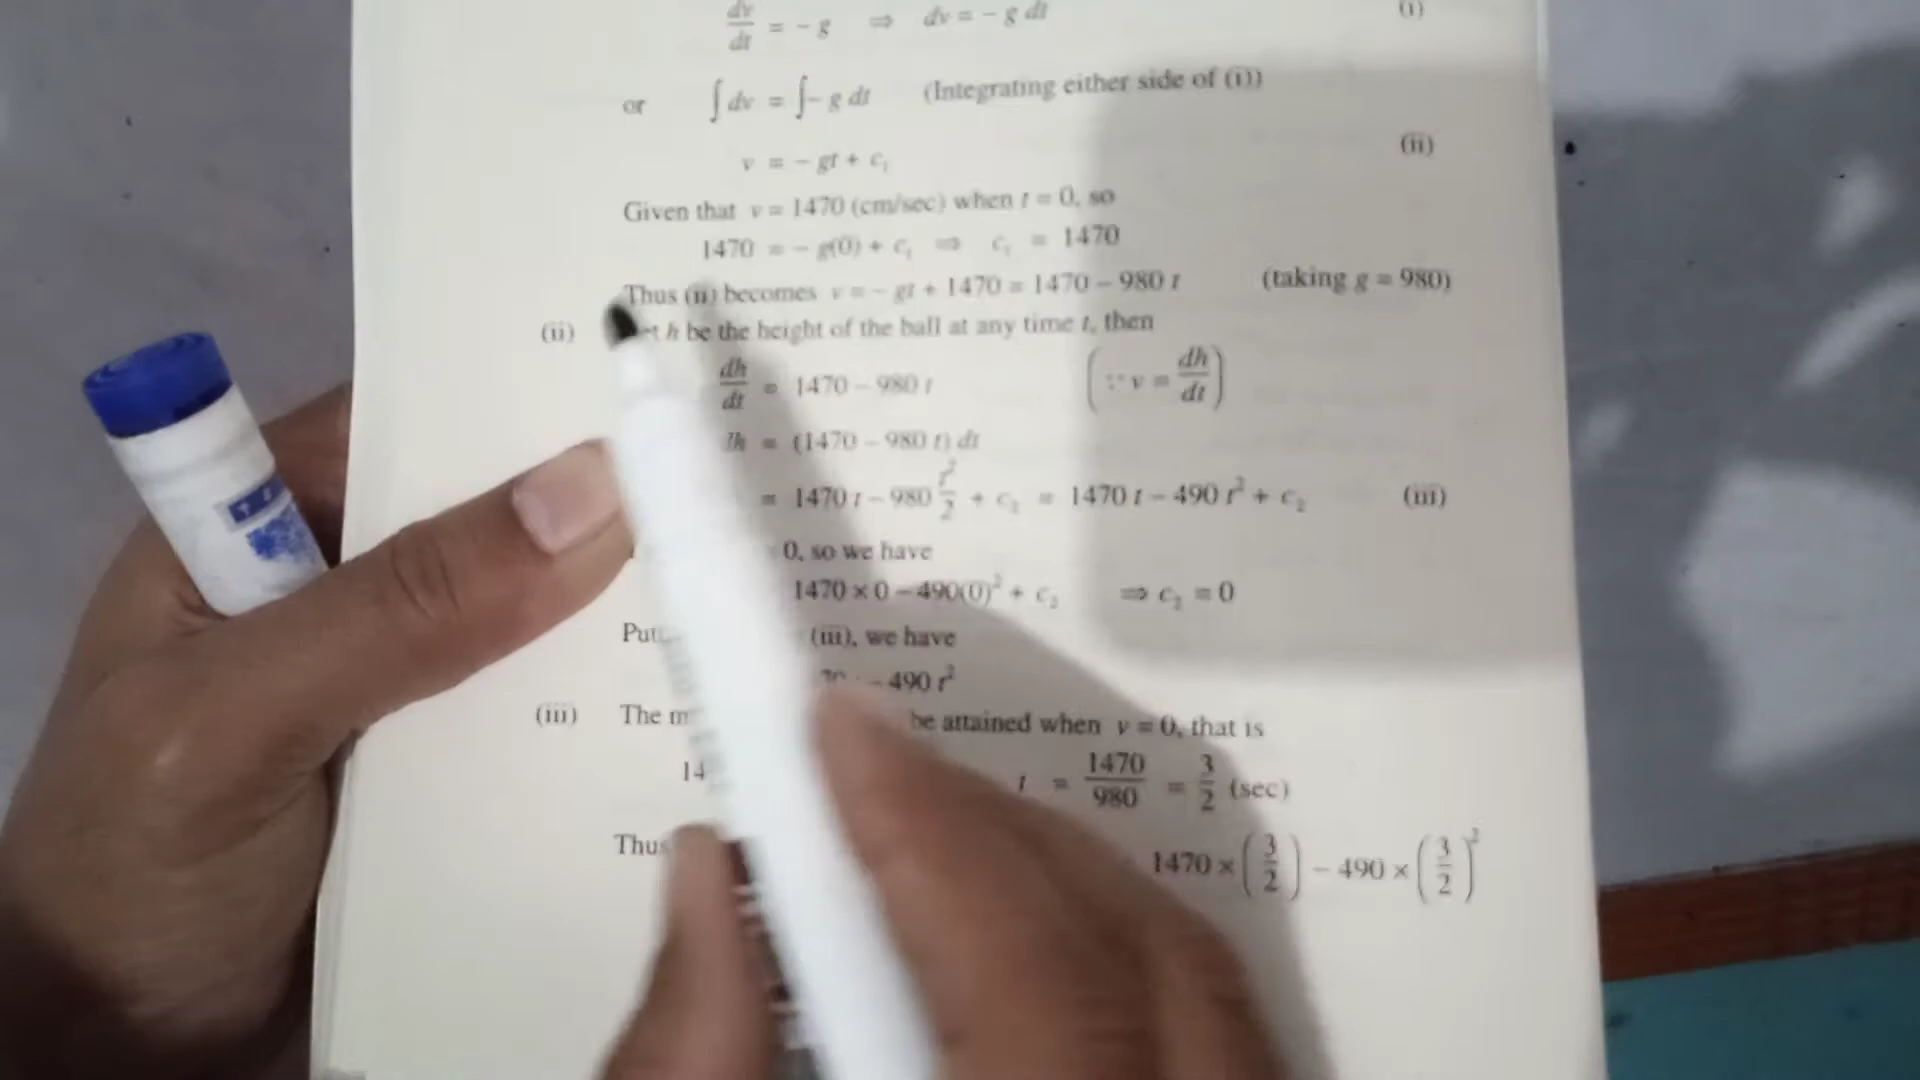 dv/dt = − g ⇒ dv = − g dt (i)
or ∫ dv = ∫− g dt (Integrating either side of (i))
v = − gt + c₁ (ii)
Given that v = 1470 (cm/sec) when t = 0, so
1470 = − g(0) + c₁ ⇒ c₁ = 1470
Thus (ii) becomes v = − gt + 1470 = 1470 − 980 t (taking g = 980)
(ii) h be the height of the ball at any time t, then
dh/dt = 1470 − 980 t (∵ v = dh/dt)
= (1470 − 980 t) dt
= 1470 t − 980 t²/2 + c₂ = 1470 t − 490 t² + c₂ (iii)
0, so we have
1470 × 0 − 490(0)² + c₂ ⇒ c₂ = 0
(iii), we have
− 490 t²
(iii) The be attained when v = 0, that is
t = 1470/980 = 3/2 (sec)
Thus 1470 × (3/2) − 490 × (3/2)²